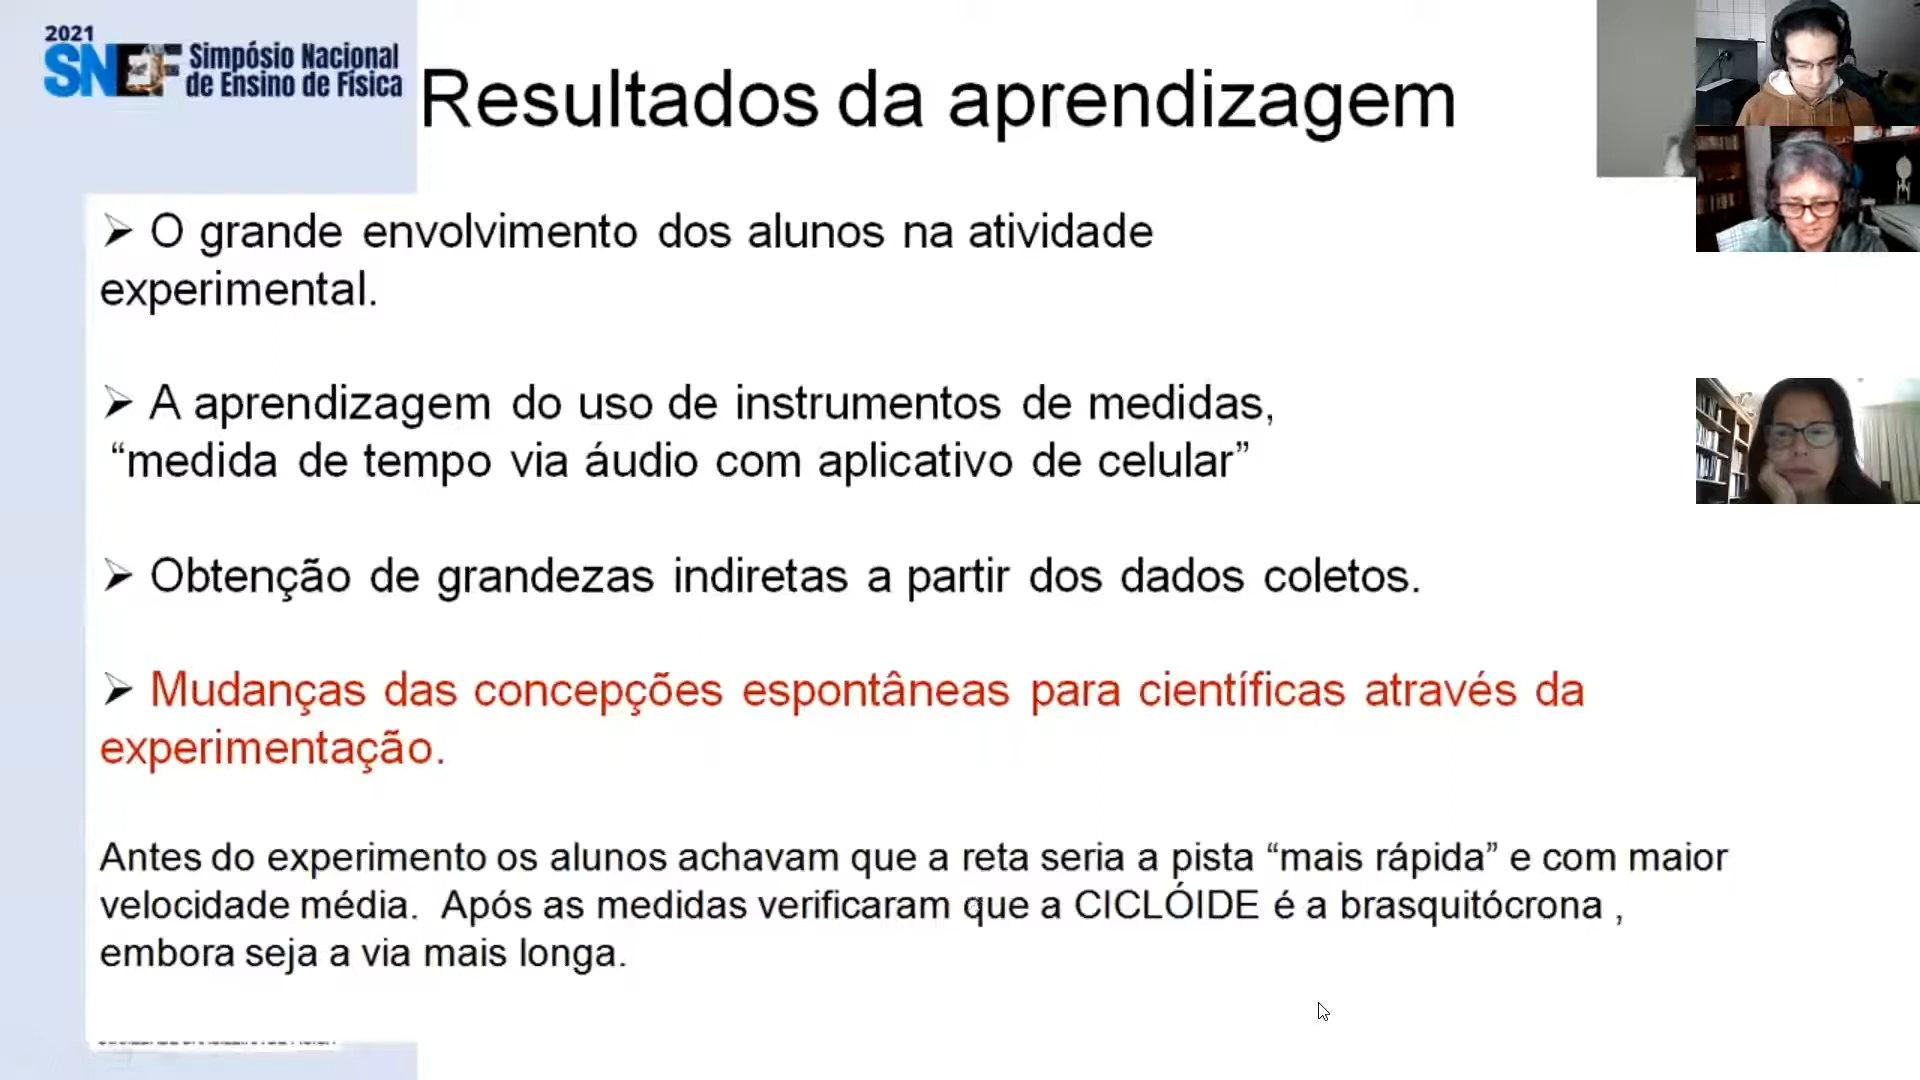 2021
SNEF Simpósio Nacional
de Ensino de Física
Resultados da aprendizagem
➢ O grande envolvimento dos alunos na atividade
experimental.
➢ A aprendizagem do uso de instrumentos de medidas,
“medida de tempo via áudio com aplicativo de celular”
➢ Obtenção de grandezas indiretas a partir dos dados coletos.
➢ Mudanças das concepções espontâneas para científicas através da
experimentação.
Antes do experimento os alunos achavam que a reta seria a pista “mais rápida” e com maior
velocidade média. Após as medidas verificaram que a CICLÓIDE é a brasquitócrona ,
embora seja a via mais longa.